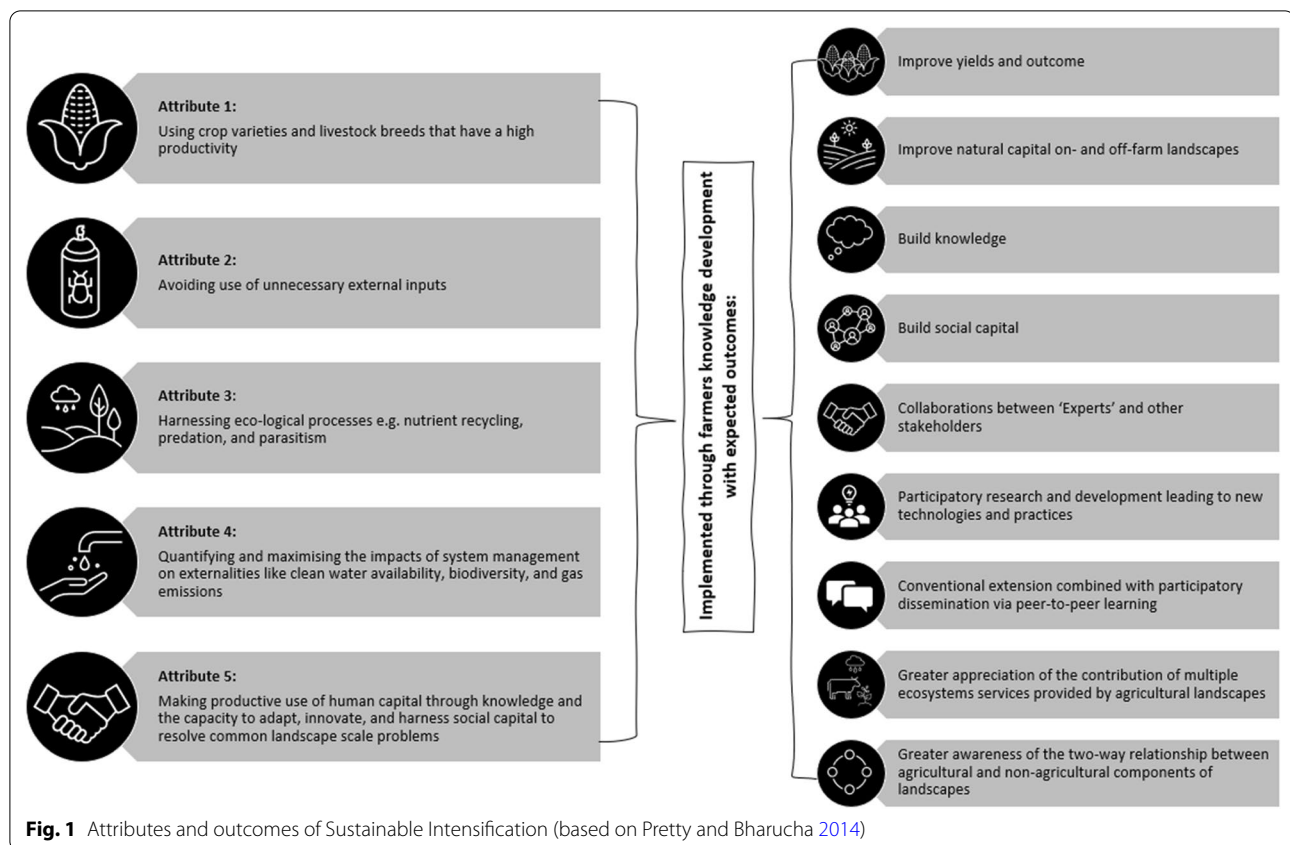 Attribute 1:
Using crop varieties and livestock breeds that have a high
productivity
Attribute 2:
Avoiding use of unnecessary external inputs
Attribute 3:
Harnessing eco-logical processes e.g. nutrient recycling,
predation, and parasitism
Attribute 4:
Quantifying and maximising the impacts of system management
on externalities like clean water availability, biodiversity, and gas
emissions
Attribute 5:
Making productive use of human capital through knowledge and
the capacity to adapt, innovate, and harness social capital to
resolve common landscape scale problems
Implemented through farmers knowledge development
with expected outcomes:
Improve yields and outcome
Improve natural capital on- and off-farm landscapes
Build knowledge
Build social capital
Collaborations between ‘Experts’ and other
stakeholders
Participatory research and development leading to new
technologies and practices
Conventional extension combined with participatory
dissemination via peer-to-peer learning
Greater appreciation of the contribution of multiple
ecosystems services provided by agricultural landscapes
Greater awareness of the two-way relationship between
agricultural and non-agricultural components of
landscapes
Fig. 1 Attributes and outcomes of Sustainable Intensification (based on Pretty and Bharucha 2014)